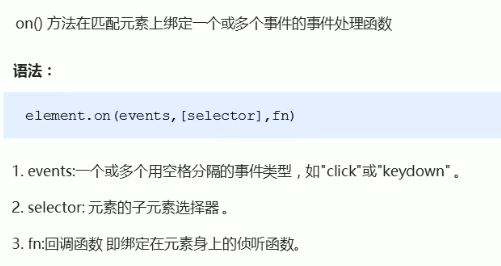 on() 方法在匹配元素上绑定一个或多个事件的事件处理函数
语法：
element.on(events,[selector],fn)
1. events:一个或多个用空格分隔的事件类型，如"click"或"keydown" 。
2. selector: 元素的子元素选择器 。
3. fn:回调函数 即绑定在元素身上的侦听函数。